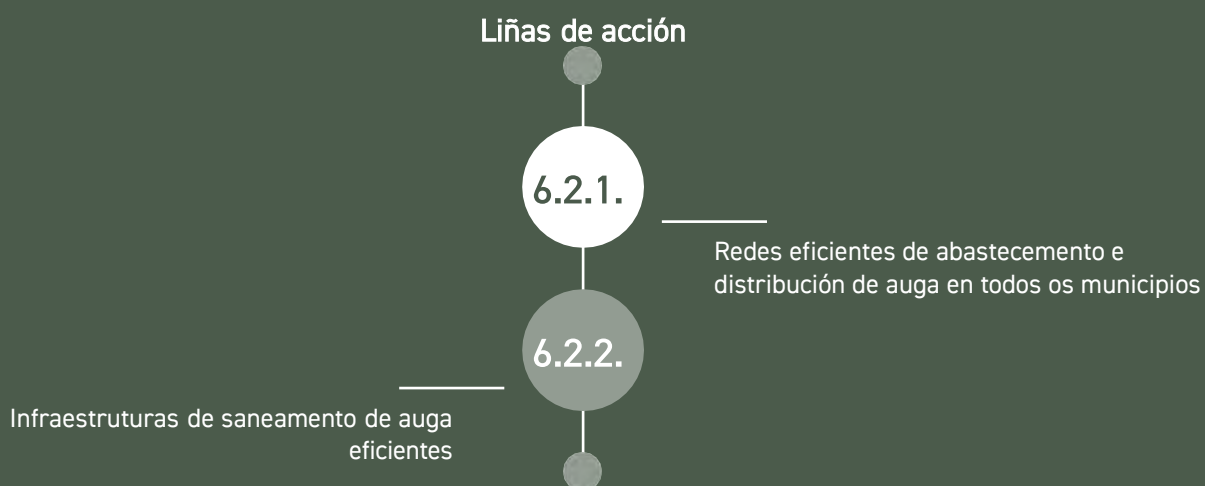 Liñas de acción
6.2.1.
Redes eficientes de abastecemento e
distribución de auga en todos os municipios
6.2.2.
Infraestruturas de saneamento de auga
eficientes